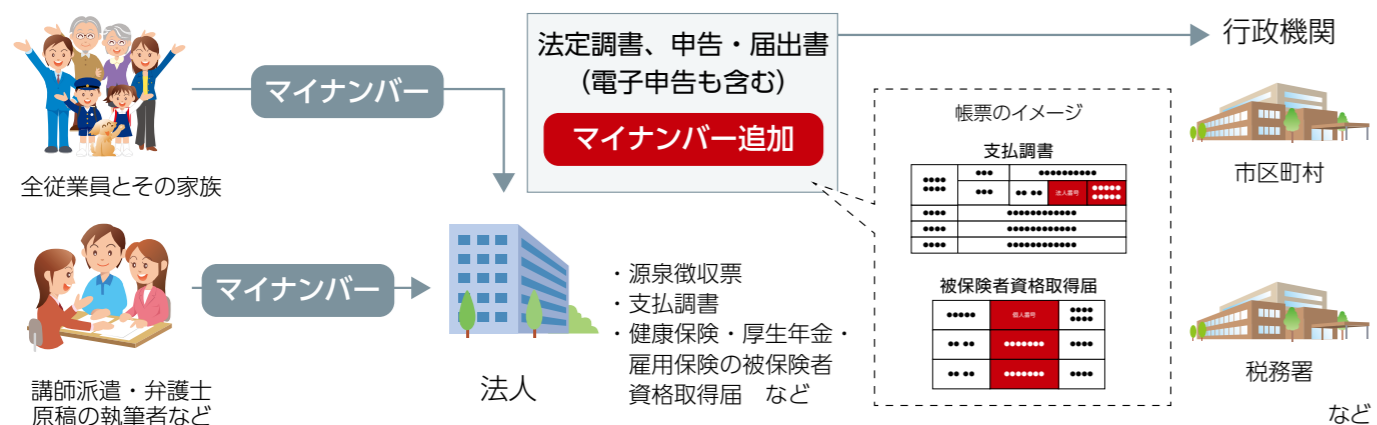 マイナンバー
全従業員とその家族
マイナンバー
講師派遣・弁護士
原稿の執筆者など
法定調書、申告・届出書
（電子申告も含む）
マイナンバー追加
法人
・源泉徴収票
・支払調書
・健康保険・厚生年金・
雇用保険の被保険者
資格取得届　など
帳票のイメージ
支払調書
法人番号
被保険者資格取得届
個人番号
行政機関
市区町村
税務署
など